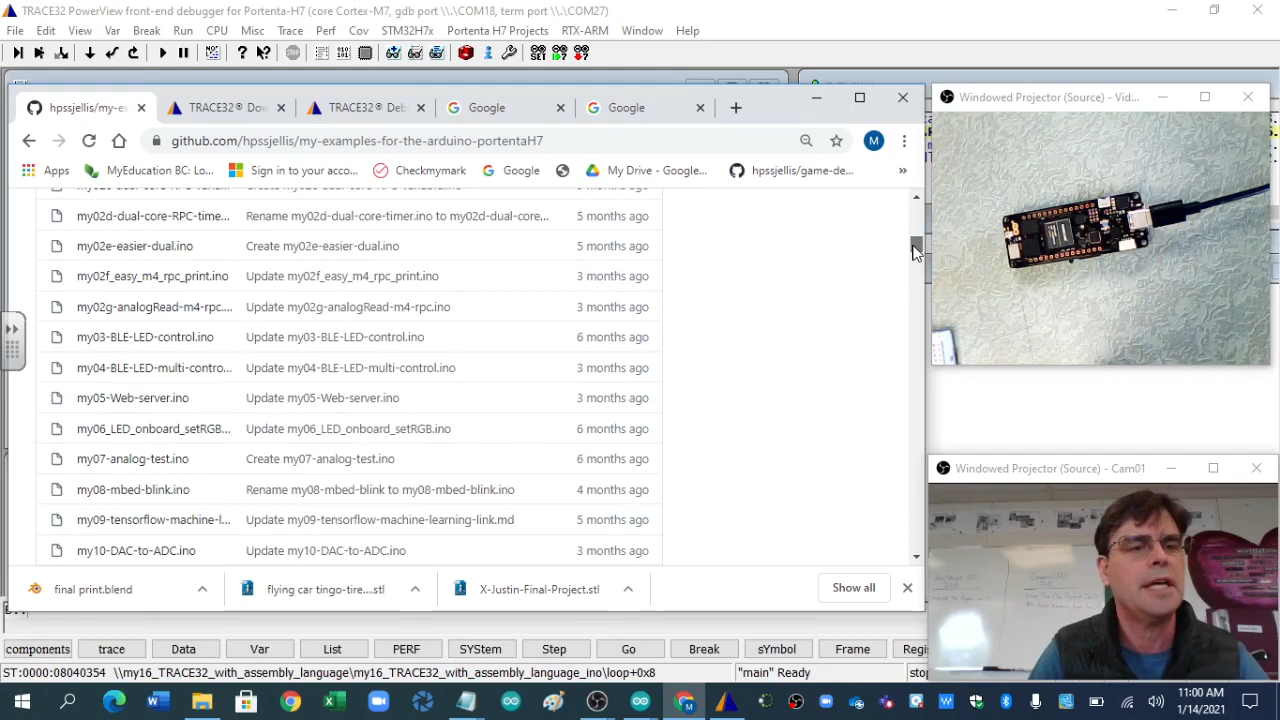 TRACE32 PowerView front-end debugger for Portenta-H7 (core Cortex-M7, gdb port \\.\COM18, term port \\.\COM27)
File Edit View Var Break Run CPU Misc Trace Perf Cov STM32H7x Portenta H7 Projects RTX-ARM Window Help
hpssjellis/my-e
TRACE32® Dow
TRACE32® Deb
Google
Google
github.com/hpssjellis/my-examples-for-the-arduino-portentaH7
Apps
MyEducation BC: Lo...
Sign in to your acco...
Checkmymark
Google
My Drive - Google...
hpssjellis/game-de...
my02d-dual-core-RPC-time... Rename my02d-dual-core-timer.ino to my02d-dual-core... 5 months ago
my02e-easier-dual.ino Create my02e-easier-dual.ino 5 months ago
my02f_easy_m4_rpc_print.ino Update my02f_easy_m4_rpc_print.ino 3 months ago
my02g-analogRead-m4-rpc.... Update my02g-analogRead-m4-rpc.ino 3 months ago
my03-BLE-LED-control.ino Update my03-BLE-LED-control.ino 6 months ago
my04-BLE-LED-multi-contro... Update my04-BLE-LED-multi-control.ino 3 months ago
my05-Web-server.ino Update my05-Web-server.ino 3 months ago
my06_LED_onboard_setRGB... Update my06_LED_onboard_setRGB.ino 6 months ago
my07-analog-test.ino Create my07-analog-test.ino 6 months ago
my08-mbed-blink.ino Rename my08-mbed-blink to my08-mbed-blink.ino 4 months ago
my09-tensorflow-machine-l... Update my09-tensorflow-machine-learning-link.md 5 months ago
my10-DAC-to-ADC.ino Update my10-DAC-to-ADC.ino 3 months ago
final print.blend
flying car tingo-tire....stl
X-Justin-Final-Project.stl
Show all
Windowed Projector (Source) - Vid...
Windowed Projector (Source) - Cam01
components trace Data Var List PERF SYStem Step Go Break sYmbol Frame Regi
ST:0000:08040354 \\my16_TRACE32_with_assembly_language\my16_TRACE32_with_assembly_language_ino\loop+0x8 "main" Ready stop
11:00 AM
1/14/2021